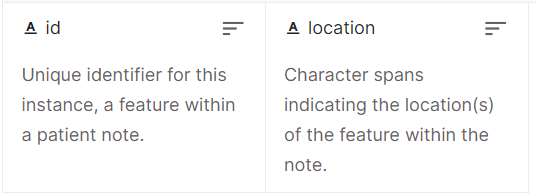 A id
A location
Unique identifier for this
instance, a feature within
a patient note.
Character spans
indicating the location(s)
of the feature within the
note.